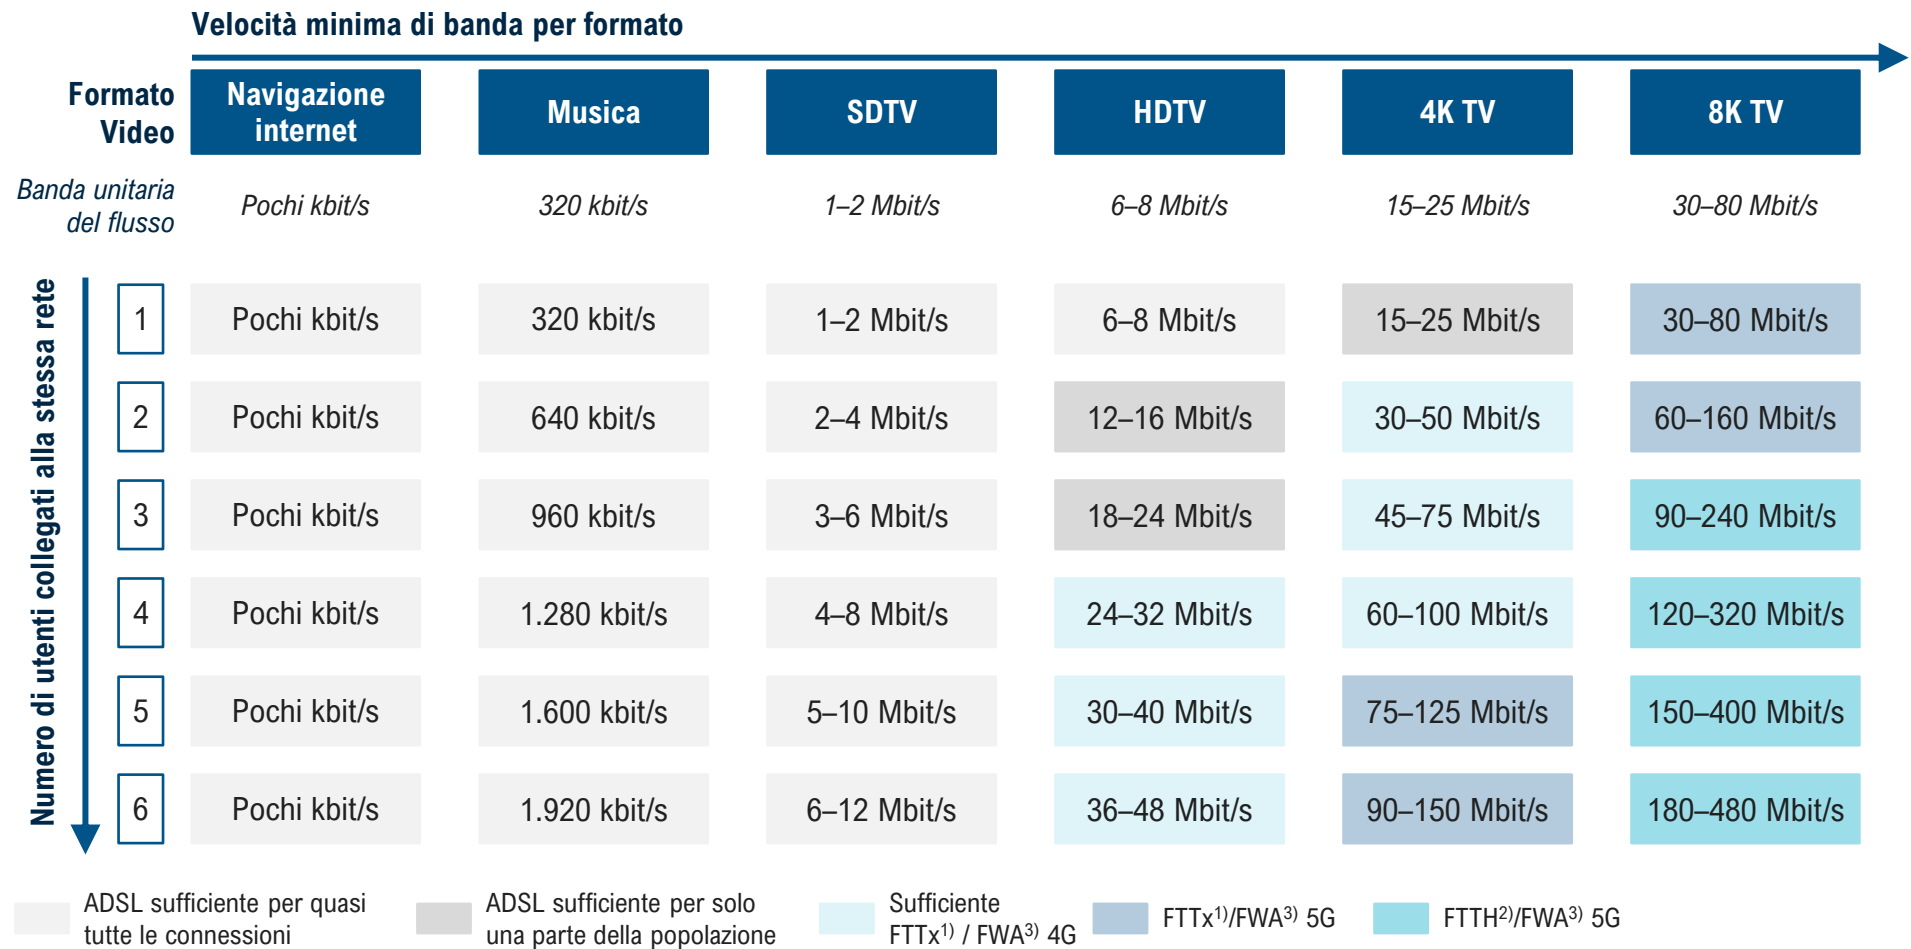 Velocità minima di banda per formato
Formato
Video
Navigazione
internet
Musica
SDTV
HDTV
4K TV
8K TV
Banda unitaria
del flusso
Pochi kbit/s
320 kbit/s
1–2 Mbit/s
6–8 Mbit/s
15–25 Mbit/s
30–80 Mbit/s
Numero di utenti collegati alla stessa rete
1
Pochi kbit/s
320 kbit/s
1–2 Mbit/s
6–8 Mbit/s
15–25 Mbit/s
30–80 Mbit/s
2
Pochi kbit/s
640 kbit/s
2–4 Mbit/s
12–16 Mbit/s
30–50 Mbit/s
60–160 Mbit/s
3
Pochi kbit/s
960 kbit/s
3–6 Mbit/s
18–24 Mbit/s
45–75 Mbit/s
90–240 Mbit/s
4
Pochi kbit/s
1.280 kbit/s
4–8 Mbit/s
24–32 Mbit/s
60–100 Mbit/s
120–320 Mbit/s
5
Pochi kbit/s
1.600 kbit/s
5–10 Mbit/s
30–40 Mbit/s
75–125 Mbit/s
150–400 Mbit/s
6
Pochi kbit/s
1.920 kbit/s
6–12 Mbit/s
36–48 Mbit/s
90–150 Mbit/s
180–480 Mbit/s
ADSL sufficiente per quasi
tutte le connessioni
ADSL sufficiente per solo
una parte della popolazione
Sufficiente
FTTx1) / FWA3) 4G
FTTx1)/FWA3) 5G
FTTH2)/FWA3) 5G